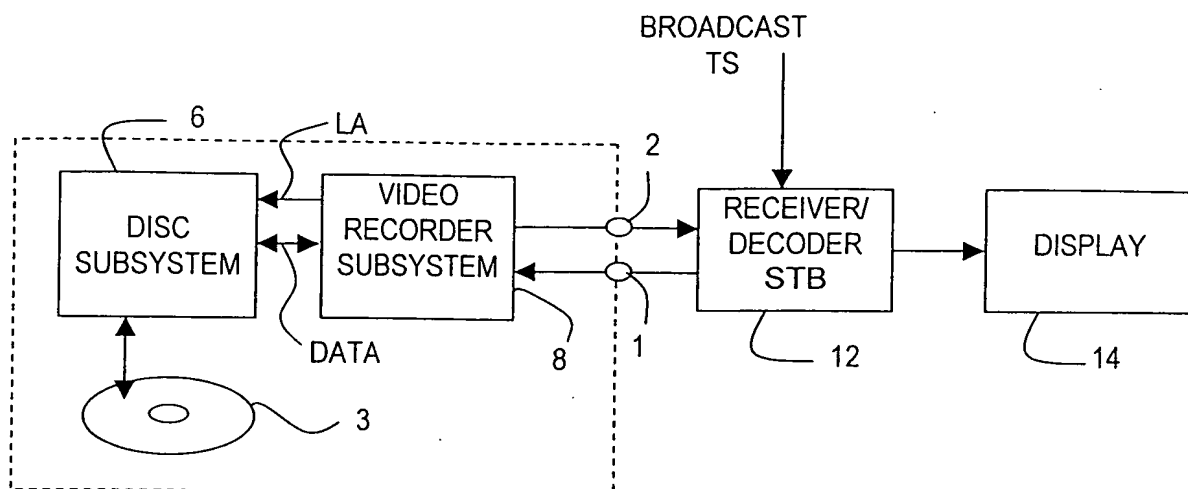 BROADCAST
TS
6
LA
2
DISC
SUBSYSTEM
VIDEO
RECORDER
SUBSYSTEM
RECEIVER/
DECODER
STB
DISPLAY
DATA
8
1
12
14
3